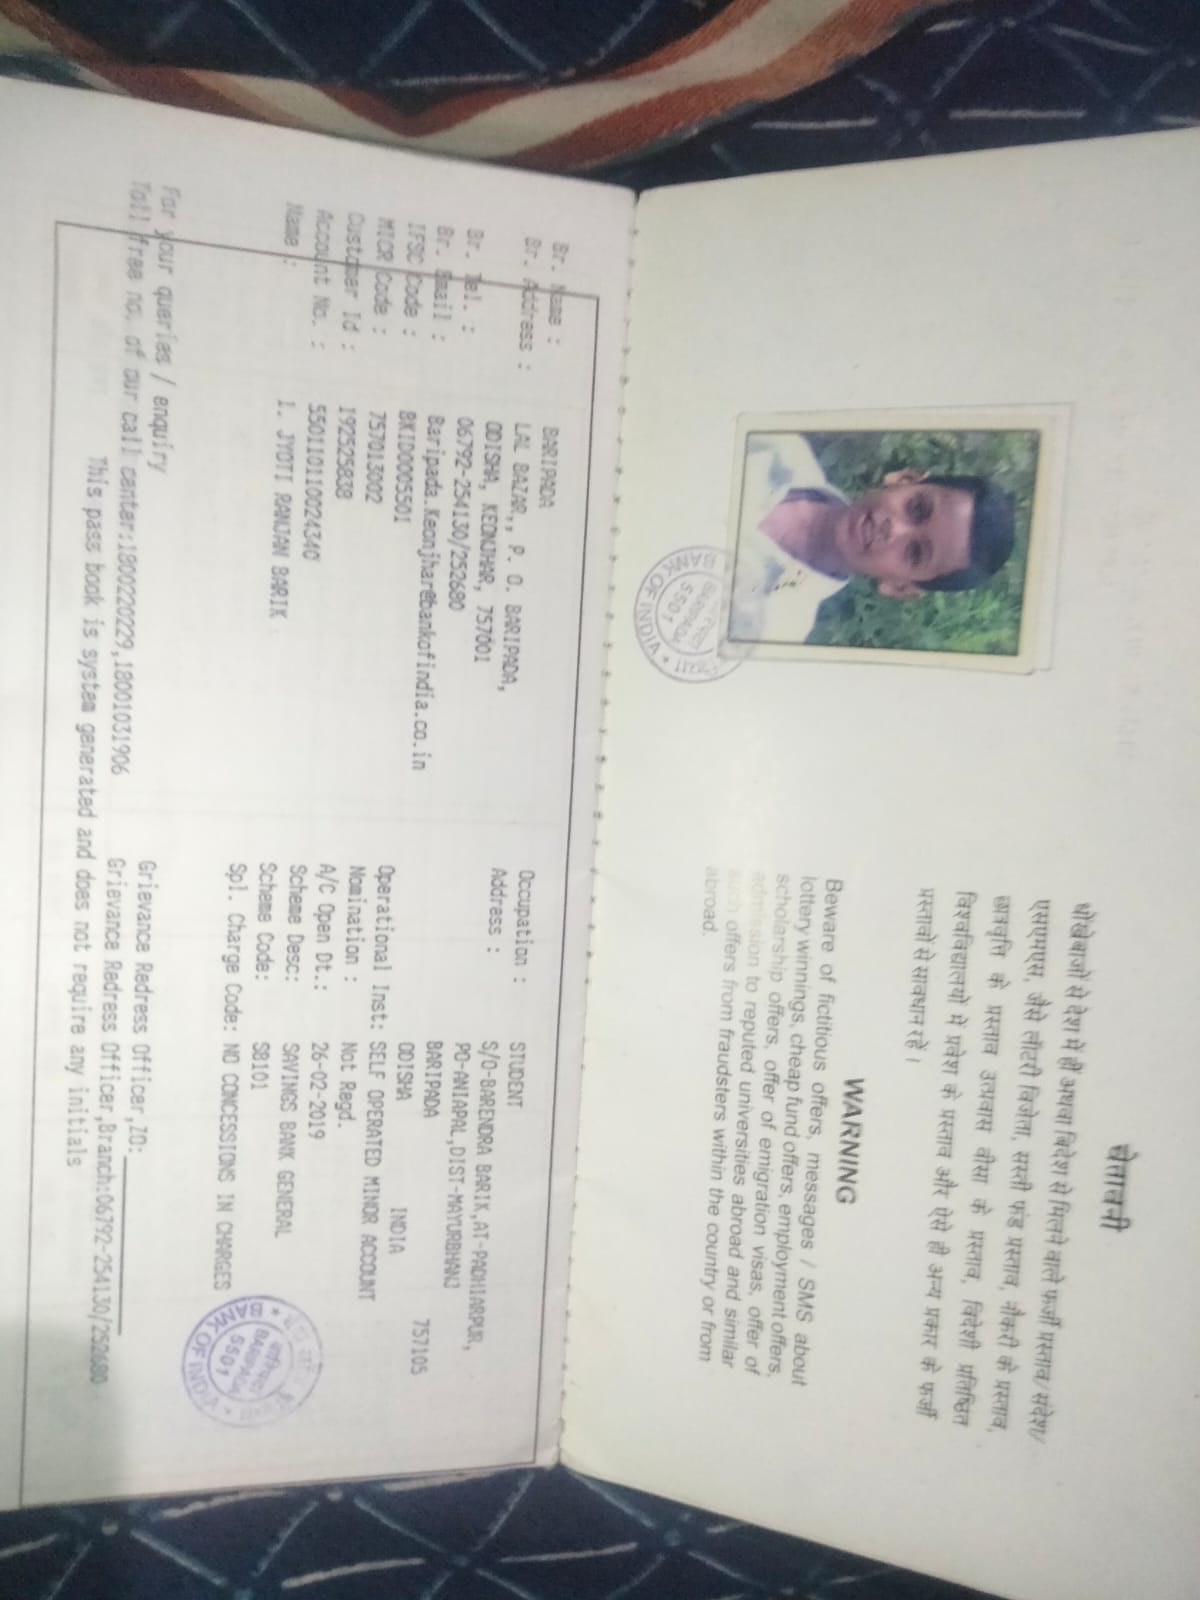 चेतावनी
धोखेबाजों से देश में ही अथवा विदेश से मिलने वाले फर्जी प्रस्ताव/संदेश/
एसएमएस, जैसे लॉटरी विजेता, सस्ती फंड प्रस्ताव, नौकरी के प्रस्ताव,
छात्रवृत्ति के प्रस्ताव उत्प्रवास वीसा के प्रस्ताव, विदेशी प्रतिष्ठित
विश्वविद्यालयों में प्रवेश के प्रस्ताव और ऐसे ही अन्य प्रकार के फर्जी
प्रस्तावों से सावधान रहें।
WARNING
Beware of fictitious offers, messages / SMS about
lottery winnings, cheap fund offers, employment offers,
scholarship offers, offer of emigration visas, offer of
admission to reputed universities abroad and similar
such offers from fraudsters within the country or from
abroad.
BANK OF INDIA
BARIPADA
5501
Br. Name : BARIPADA
Br. Address : LAL BAZAR,, P. O. BARIPADA,
ODISHA, KEONJHAR, 757001
Br. Tel. : 06792-254130/252680
Br. Email : Baripada.Keonjhar@bankofindia.co.in
IFSC Code : BKID0005501
MICR Code : 757013002
Customer Id : 192525838
Account No. : 550110110024340
Name : 1. JYOTI RANJAN BARIK
Occupation : STUDENT
Address : S/O-BARENDRA BARIK,AT-PADHIARPUR,
PO-ANIAPAL,DIST-MAYURBHANJ
BARIPADA 757105
ODISHA INDIA
Operational Inst: SELF OPERATED MINOR ACCOUNT
Nomination : Not Regd.
A/C Open Dt.: 26-02-2019
Scheme Desc: SAVINGS BANK GENERAL
Scheme Code: SB101
Spl. Charge Code: NO CONCESSIONS IN CHARGES
BANK OF INDIA
BARIPADA
5501
For your queries / enquiry
Toll free no. of our call center:1800220229,18001031906
Grievance Redress Officer,ZO:
Grievance Redress Officer,Branch:06792-254130/252680
This pass book is system generated and does not require any initials